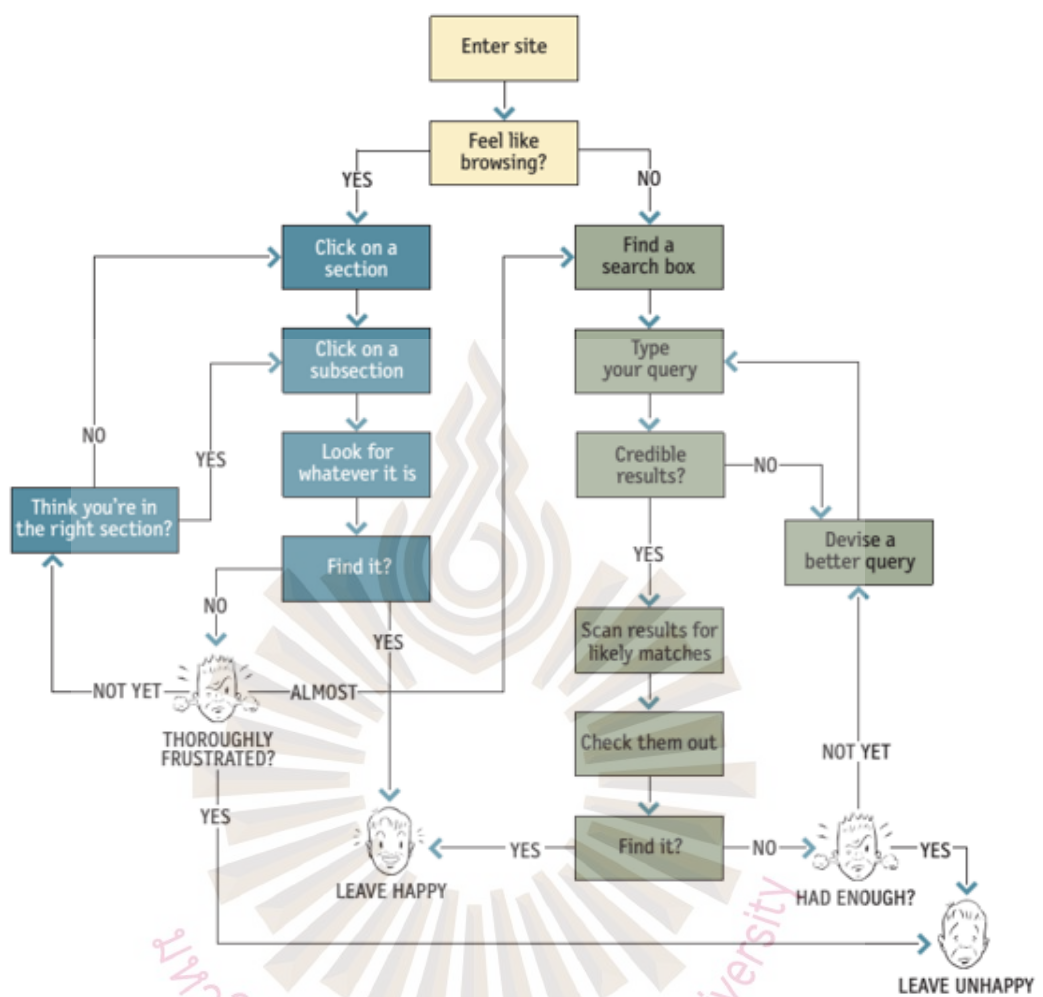 Enter site
Feel like
browsing?
YES
NO
Click on a
section
Find a
search box
Click on a
subsection
Type
your query
NO
YES
Look for
whatever it is
Credible
results?
NO
Think you're in
the right section?
Find it?
YES
Devise a
better query
NO
YES
Scan results for
likely matches
NOT YET
ALMOST
THOROUGHLY
FRUSTRATED?
Check them out
NOT YET
YES
Find it?
YES
NO
YES
LEAVE HAPPY
HAD ENOUGH?
LEAVE UNHAPPY